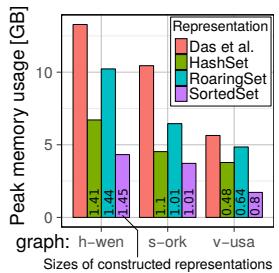 Peak memory usage [GB]
Representation
Das et al.
HashSet
RoaringSet
SortedSet
10
5
0
1.41
1.44
1.45
1.1
1.01
1.01
0.48
0.64
0.8
graph: h−wen s−ork v−usa
Sizes of constructed representations